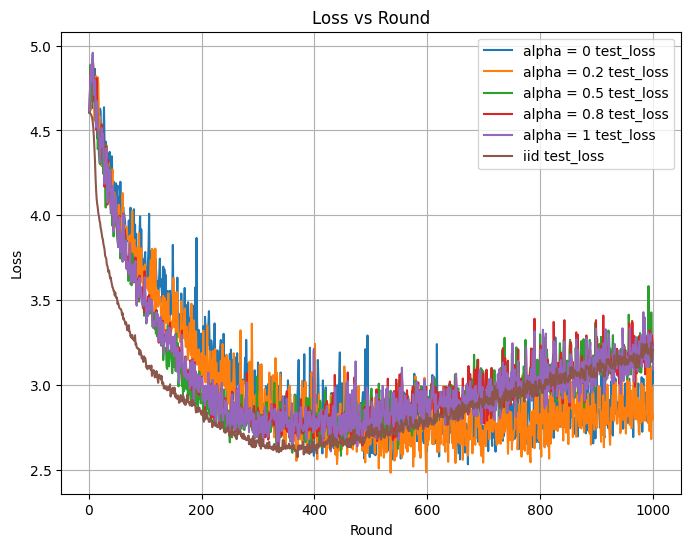 Loss vs Round
5.0
4.5
4.0
3.5
3.0
2.5
Loss
alpha = 0 test_loss
alpha = 0.2 test_loss
alpha = 0.5 test_loss
alpha = 0.8 test_loss
alpha = 1 test_loss
iid test_loss
0
200
400
600
800
1000
Round